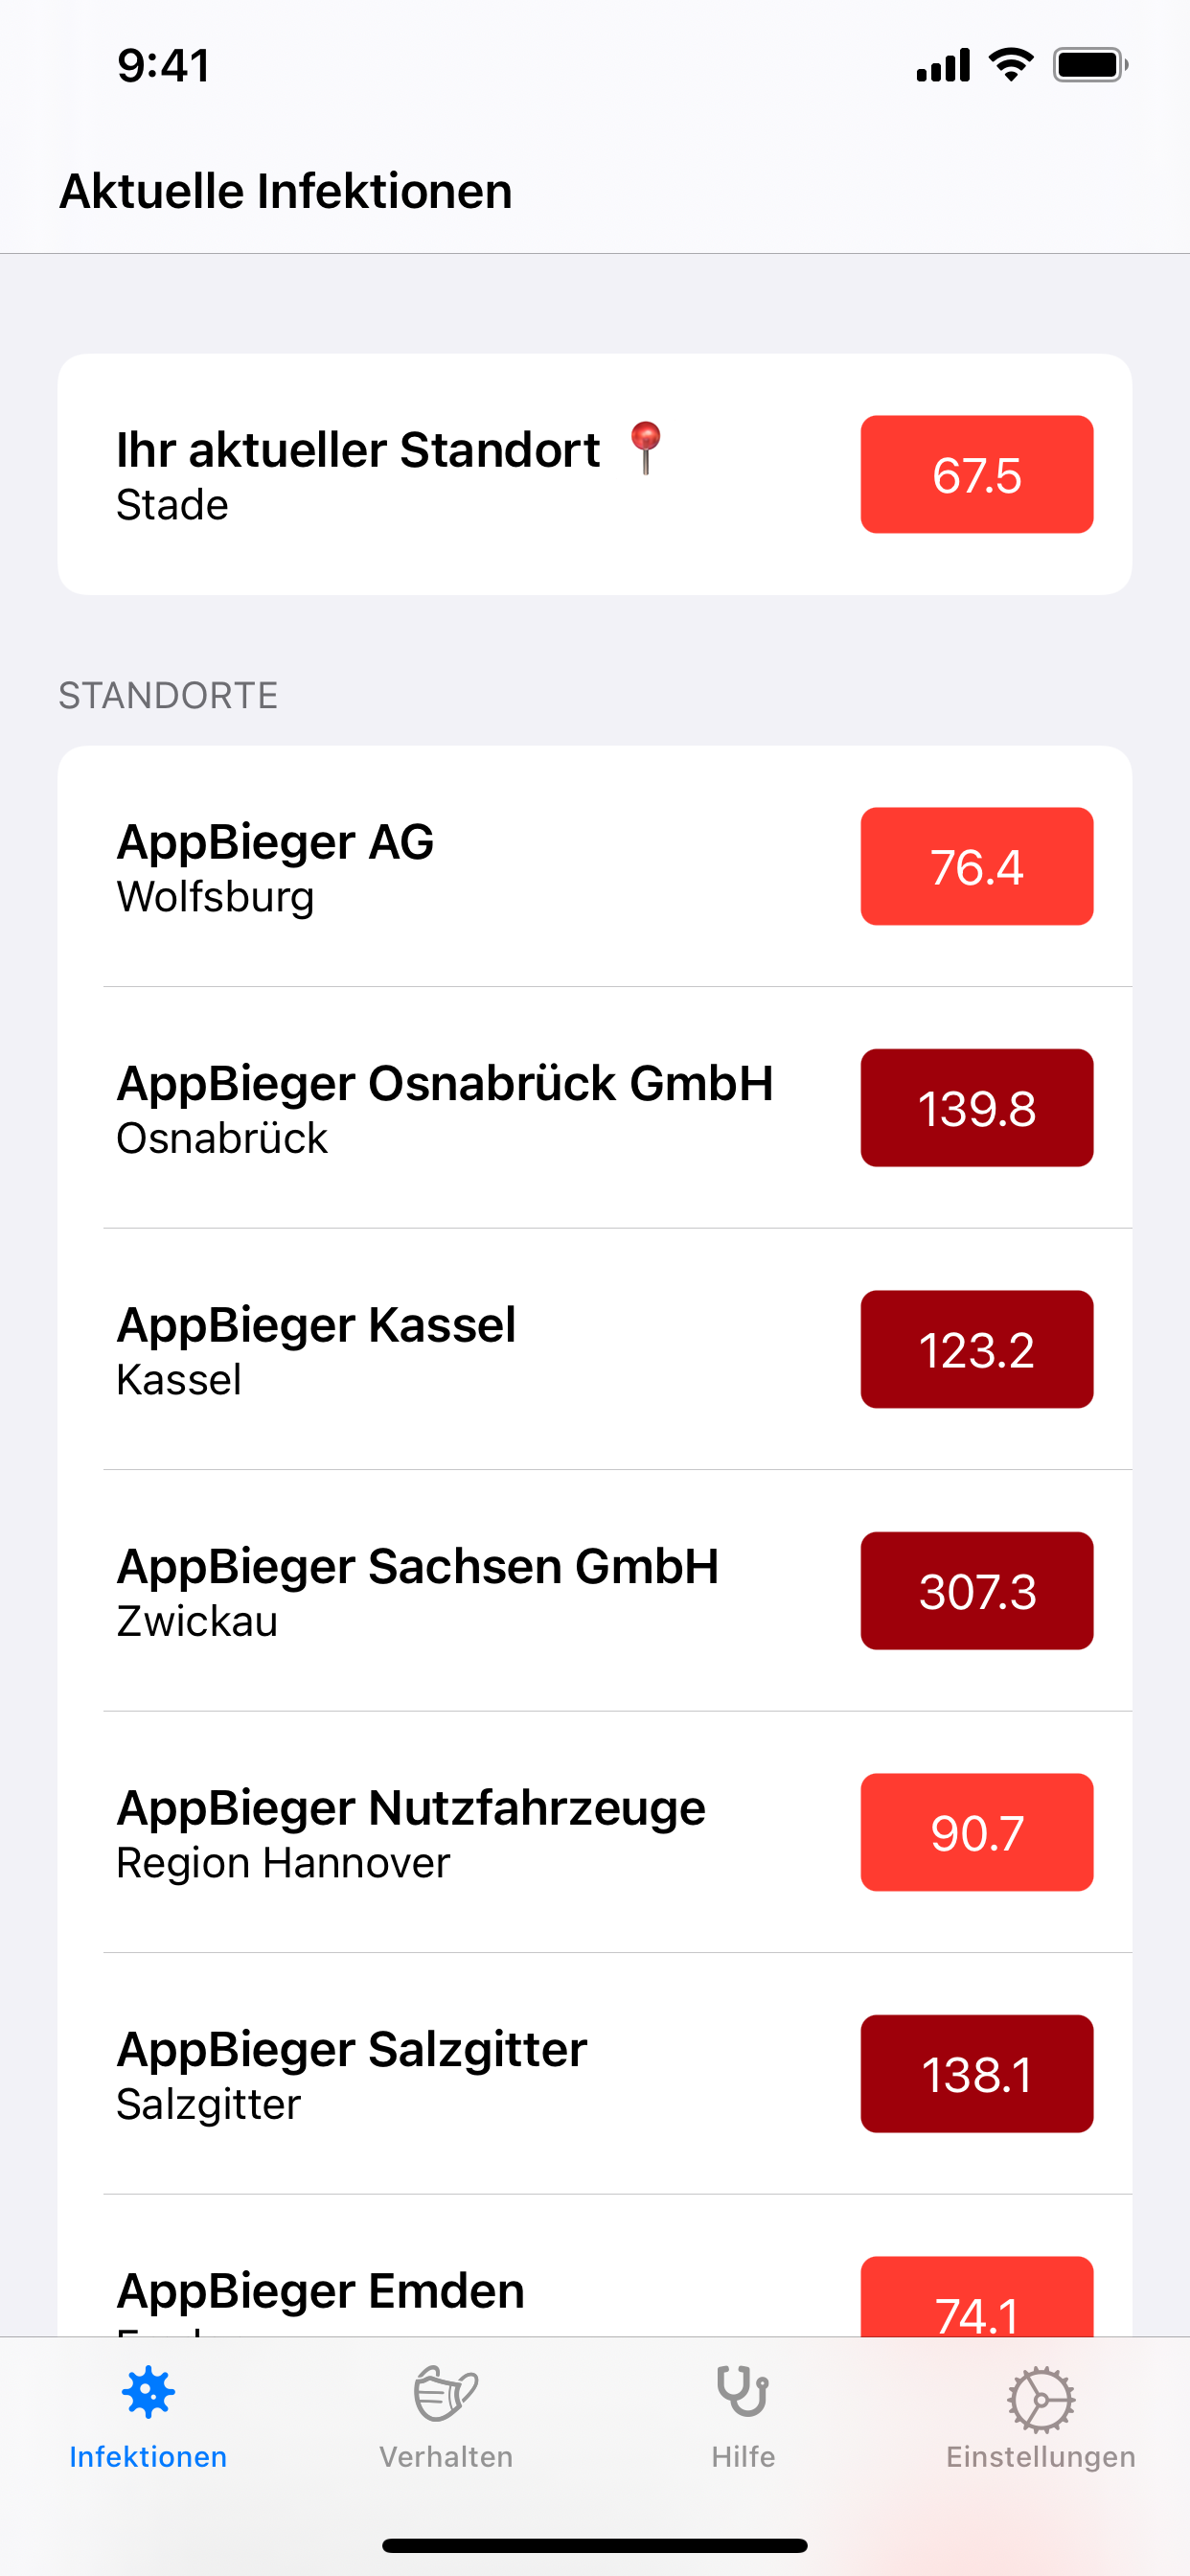 9:41
Aktuelle Infektionen
Ihr aktueller Standort 📍
Stade
67.5
STANDORTE
AppBieger AG
Wolfsburg
76.4
AppBieger Osnabrück GmbH
Osnabrück
139.8
AppBieger Kassel
Kassel
123.2
AppBieger Sachsen GmbH
Zwickau
307.3
AppBieger Nutzfahrzeuge
Region Hannover
90.7
AppBieger Salzgitter
Salzgitter
138.1
AppBieger Emden
74.1
Infektionen
Verhalten
Hilfe
Einstellungen